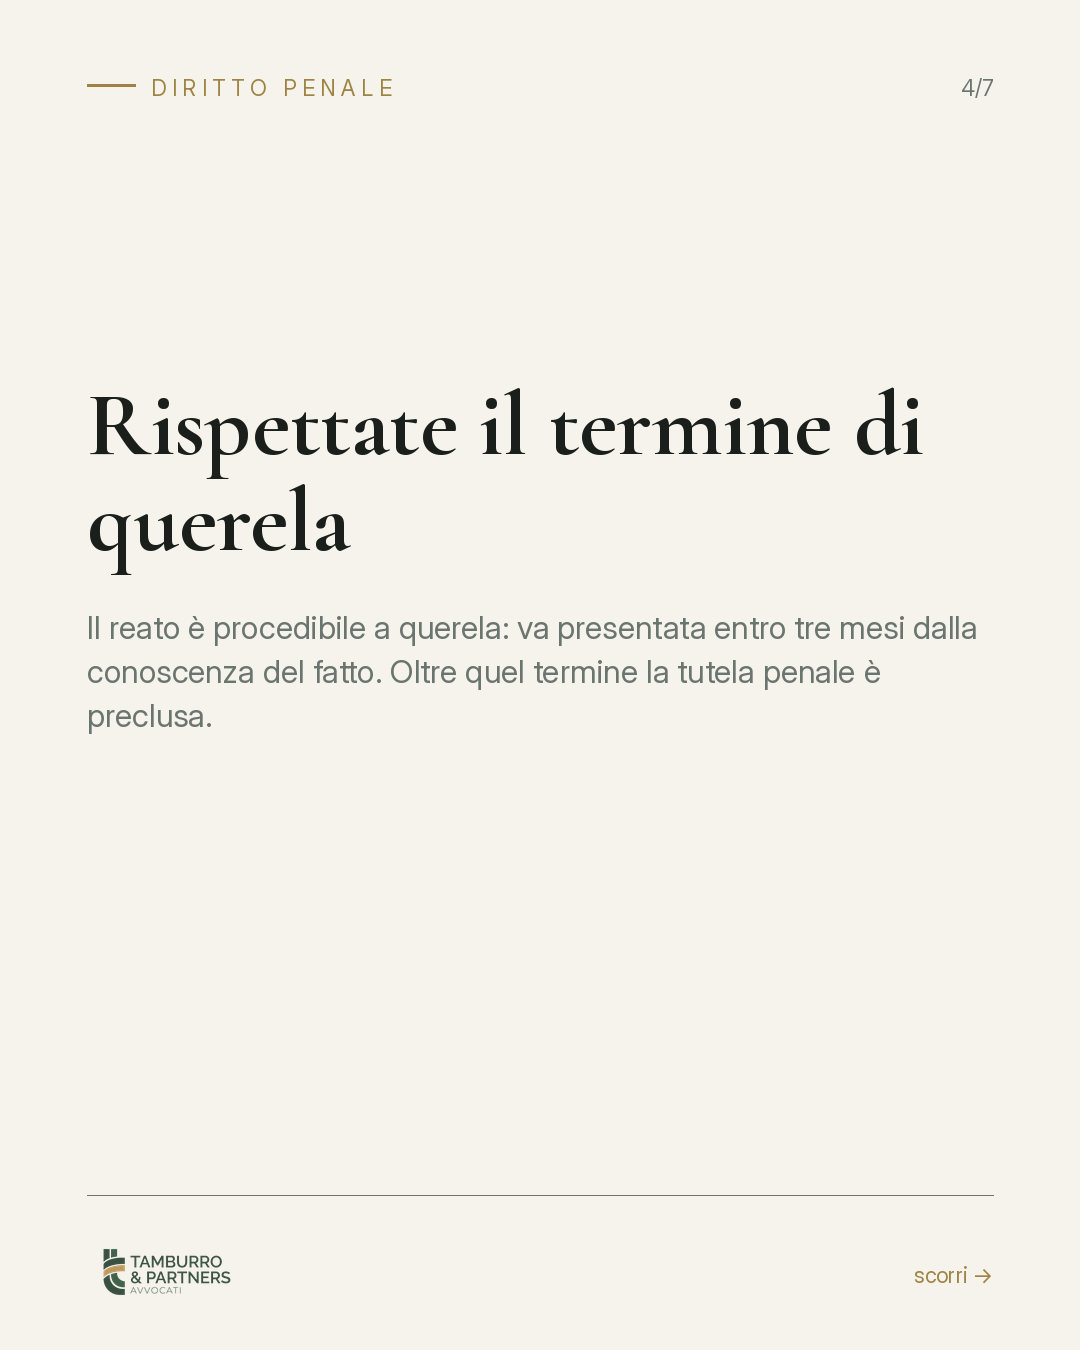 DIRITTO PENALE
4/7
Rispettate il termine di
querela
Il reato è procedibile a querela: va presentata entro tre mesi dalla
conoscenza del fatto. Oltre quel termine la tutela penale è
preclusa.
TAMBURRO
& PARTNERS
AVVOCATI
scorri →